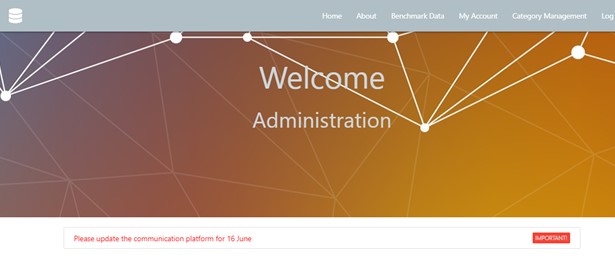 Home About Benchmark Data My Account Category Management Log
Welcome
Administration
Please update the communication platform for 16 June IMPORTANT!